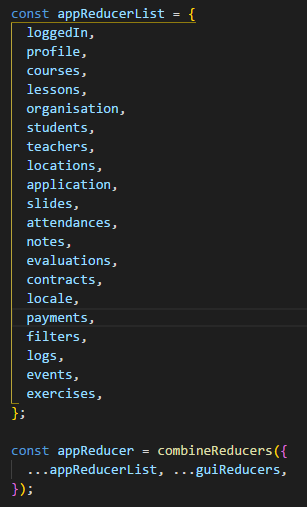 const appReducerList = {
  loggedIn,
  profile,
  courses,
  lessons,
  organisation,
  students,
  teachers,
  locations,
  application,
  slides,
  attendances,
  notes,
  evaluations,
  contracts,
  locale,
  payments,
  filters,
  logs,
  events,
  exercises,
};

const appReducer = combineReducers({
  ...appReducerList, ...guiReducers,
});